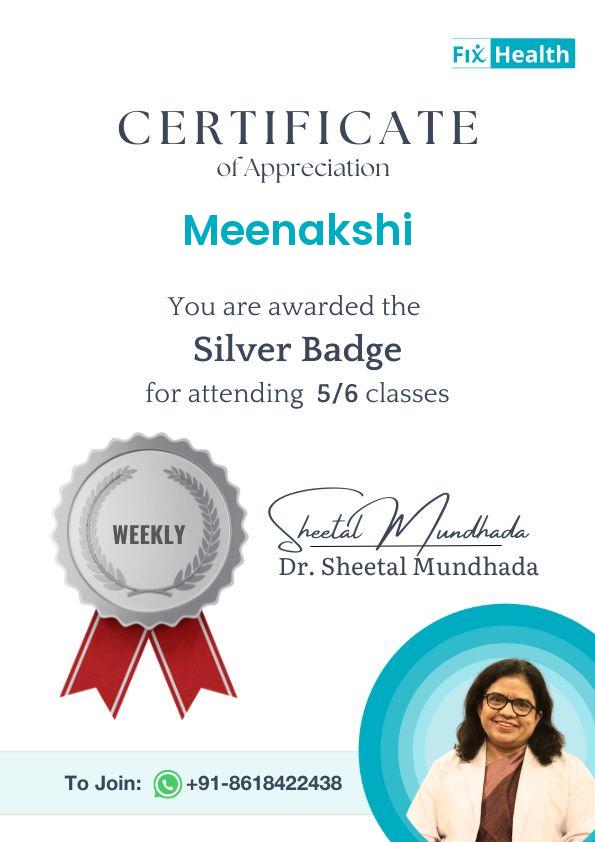 Fix Health
CERTIFICATE
of Appreciation
Meenakshi
You are awarded the
Silver Badge
for attending 5/6 classes
WEEKLY
Sheetal Mundhada
Dr. Sheetal Mundhada
To Join: +91-8618422438